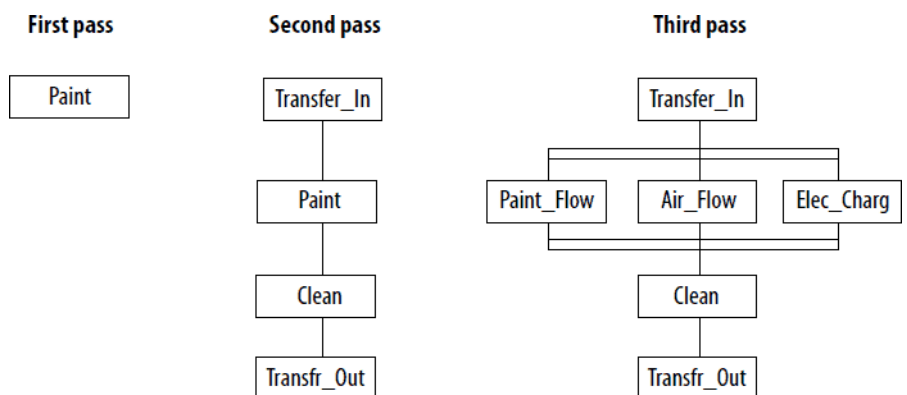 First pass
Second pass
Third pass
Paint
Transfer_In
Transfer_In
Paint
Paint_Flow
Air_Flow
Elec_Charg
Clean
Clean
Transfr_Out
Transfr_Out